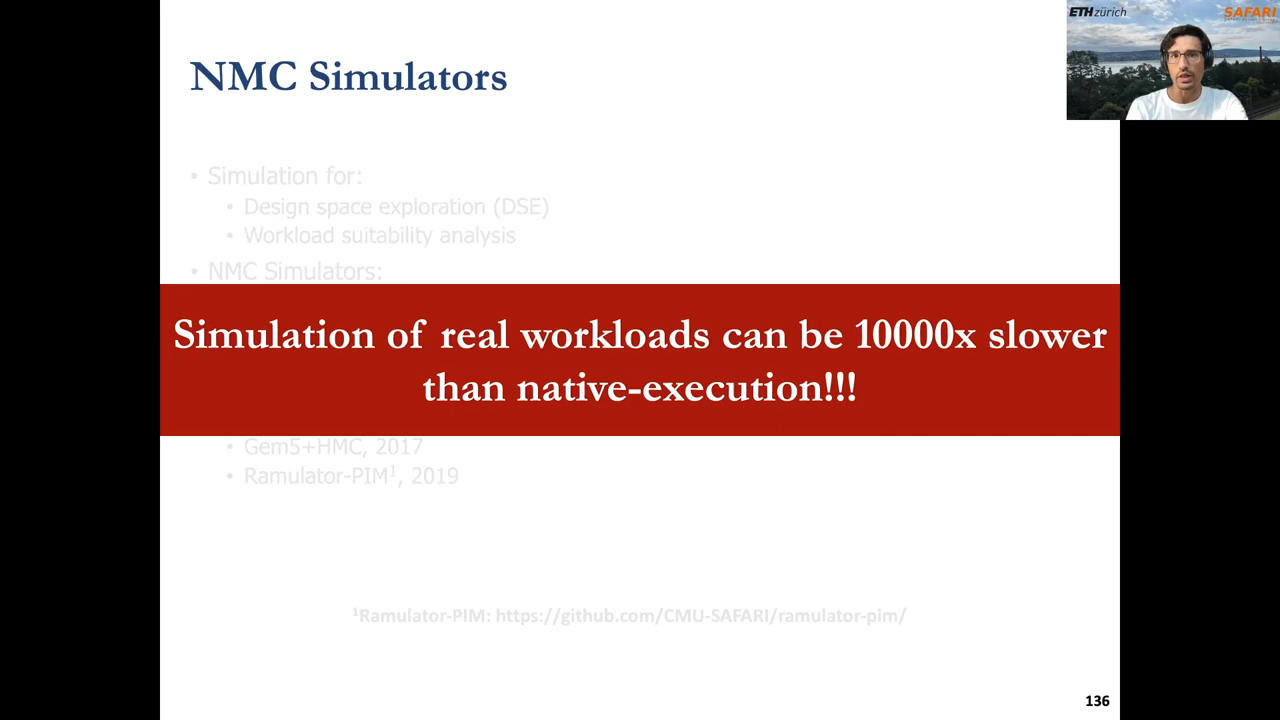 ETH zürich
SAFARI
NMC Simulators
• Simulation for:
• Design space exploration (DSE)
• Workload suitability analysis
• NMC Simulators:
Simulation of real workloads can be 10000x slower
than native-execution!!!
• Gem5+HMC, 2017
• Ramulator-PIM¹, 2019
¹Ramulator-PIM: https://github.com/CMU-SAFARI/ramulator-pim/
136